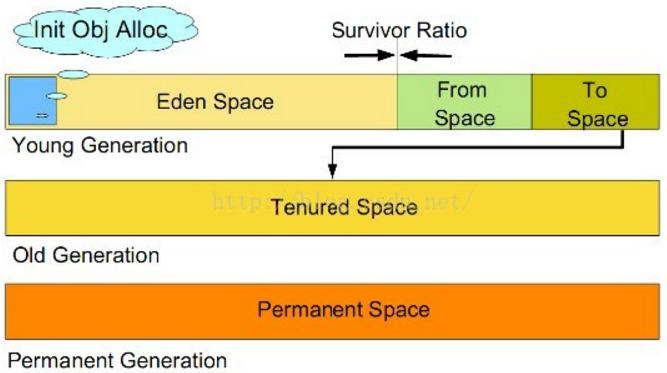 Init Obj Alloc
Survivor Ratio
Eden Space
From
Space
To
Space
Young Generation
http://blog.csdn.net/
Tenured Space
Old Generation
Permanent Space
Permanent Generation